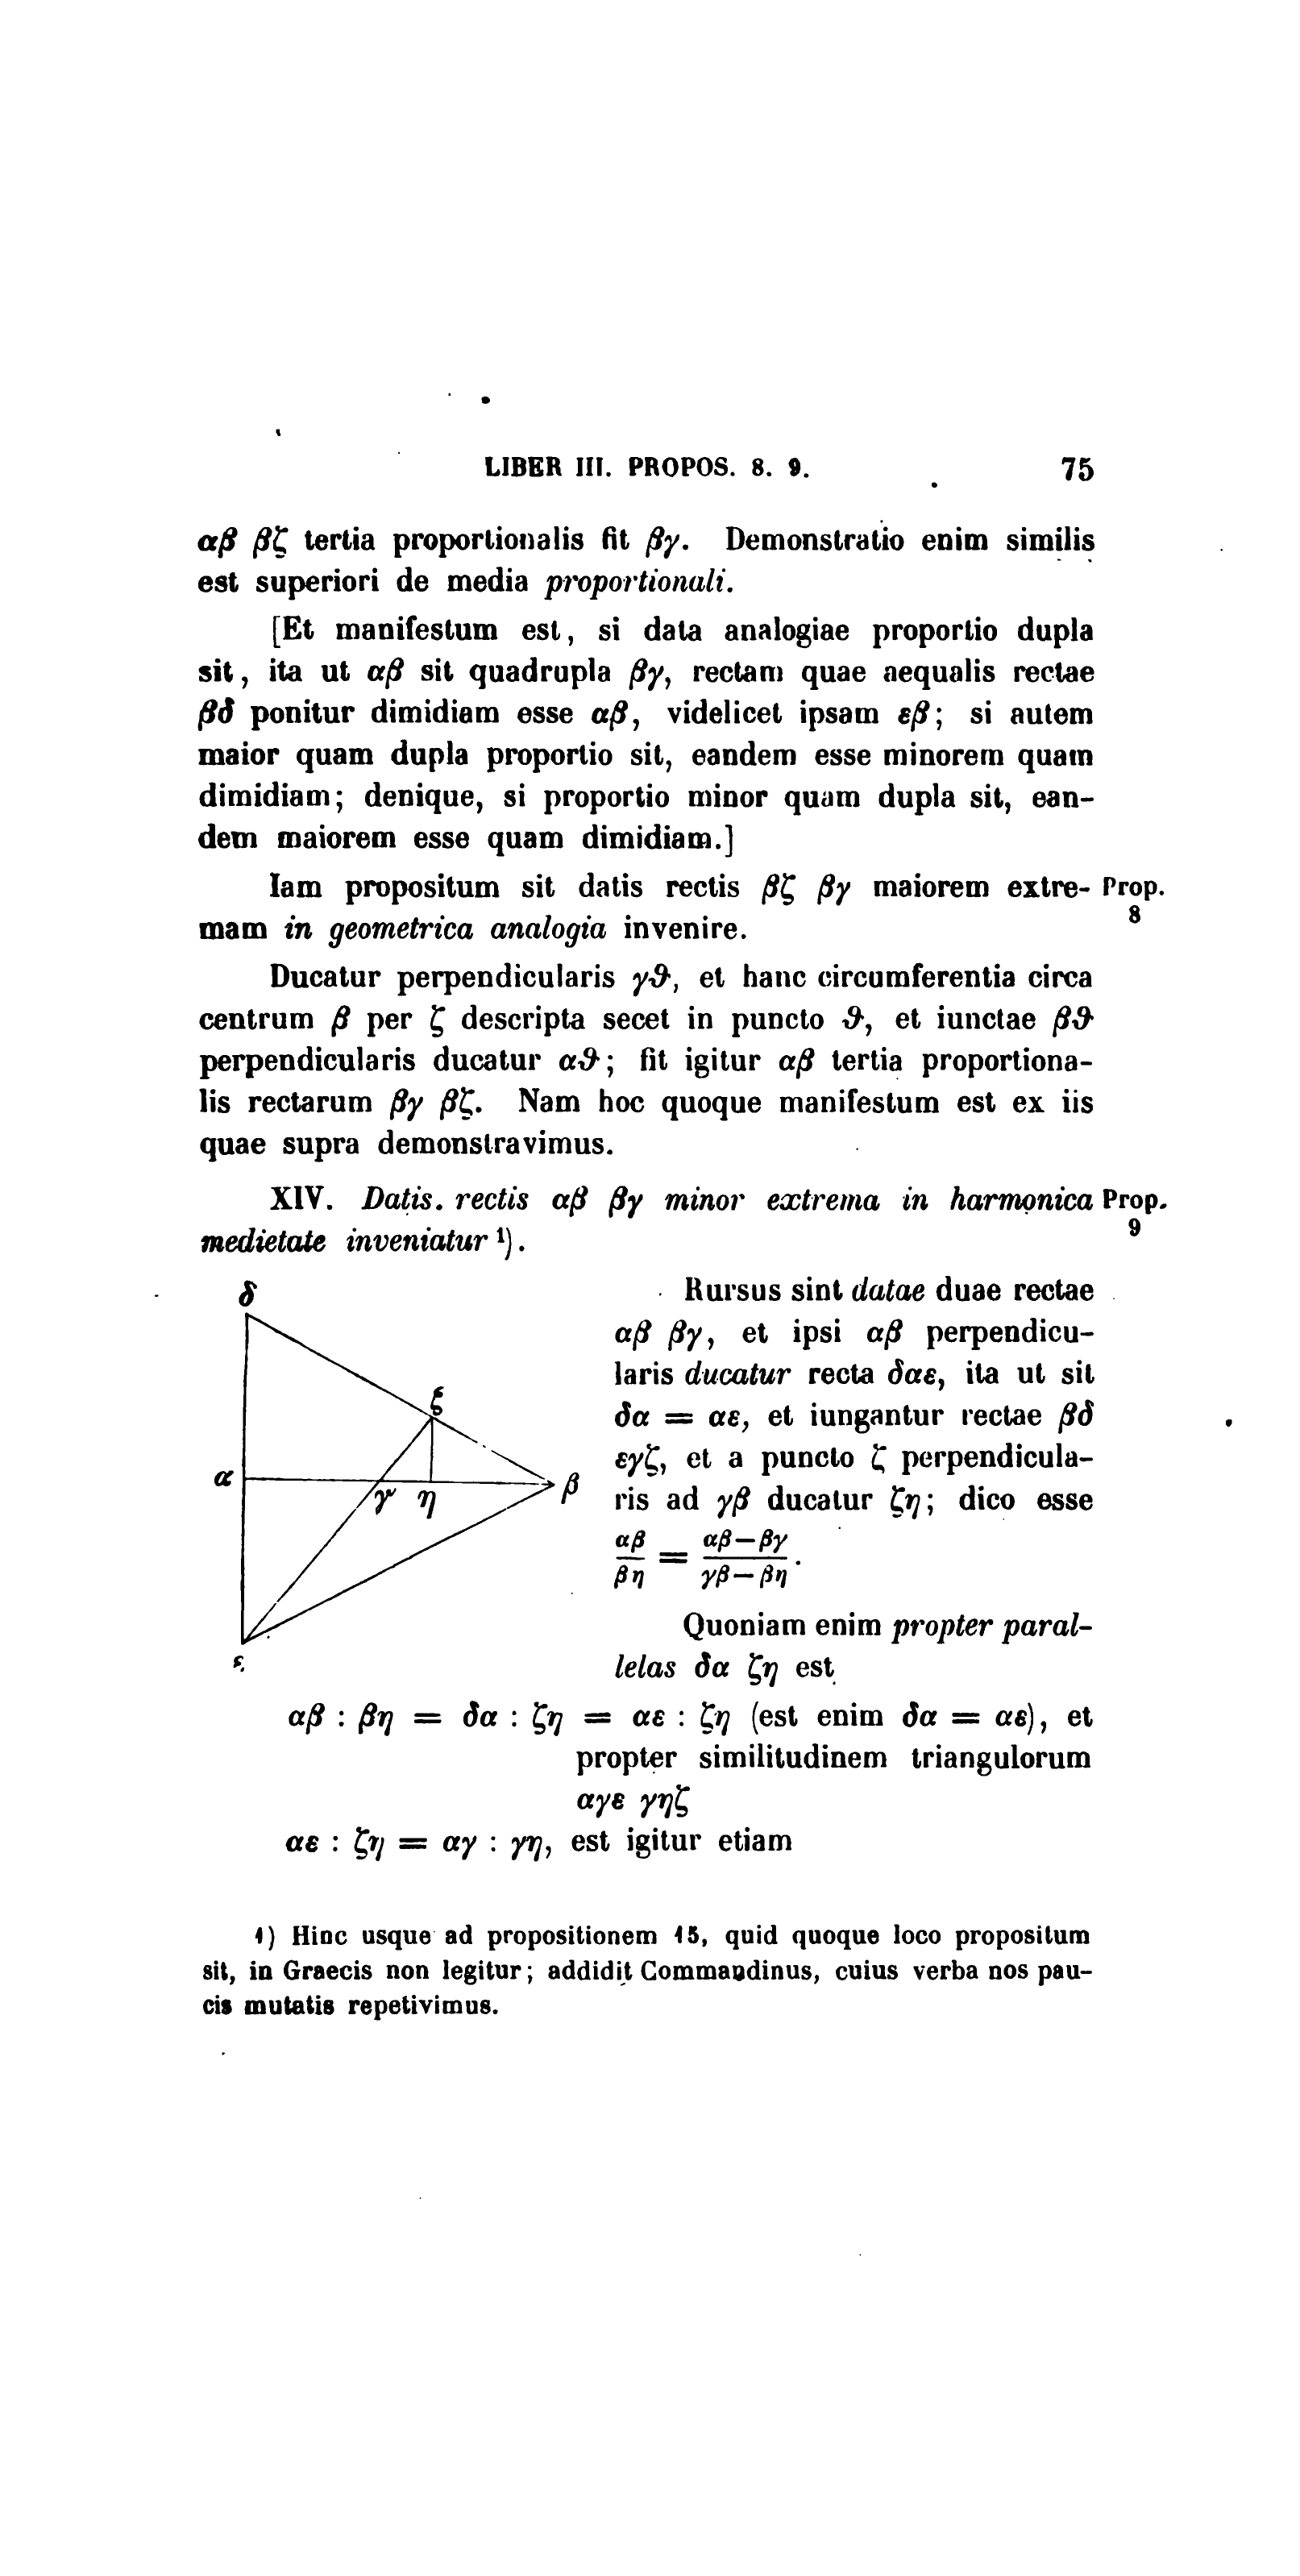 LIBER III. PROPOS. 8. 9. 75
αβ βζ tertia proportionalis fit βγ. Demonstratio enim similis
est superiori de media proportionali.
[Et manifestum est, si data analogiae proportio dupla
sit, ita ut αβ sit quadrupla βγ, rectam quae aequalis rectae
βδ ponitur dimidiam esse αβ, videlicet ipsam εβ; si autem
maior quam dupla proportio sit, eandem esse minorem quam
dimidiam; denique, si proportio minor quam dupla sit, ean-
dem maiorem esse quam dimidiam.]
Iam propositum sit datis rectis βζ βγ maiorem extre- Prop.
mam in geometrica analogia invenire. 8
Ducatur perpendicularis γϑ, et hanc circumferentia circa
centrum β per ζ descripta secet in puncto ϑ, et iunctae βϑ
perpendicularis ducatur αϑ; fit igitur αβ tertia proportiona-
lis rectarum βγ βζ. Nam hoc quoque manifestum est ex iis
quae supra demonstravimus.
XIV. Datis rectis αβ βγ minor extrema in harmonica Prop.
medietate inveniatur ¹). 9
δ
ζ
α
γ η
β
ε
Rursus sint datae duae rectae
αβ βγ, et ipsi αβ perpendicu-
laris ducatur recta δαε, ita ut sit
δα = αε, et iungantur rectae βδ
εγζ, et a puncto ζ perpendicula-
ris ad γβ ducatur ζη; dico esse
αβ/βη = αβ−βγ/γβ−βη.
Quoniam enim propter paral-
lelas δα ζη est
αβ : βη = δα : ζη = αε : ζη (est enim δα = αε), et
propter similitudinem triangulorum
αγε γηζ
αε : ζη = αγ : γη, est igitur etiam
1) Hinc usque ad propositionem 15, quid quoque loco propositum
sit, in Graecis non legitur; addidit Commandinus, cuius verba nos pau-
cis mutatis repetivimus.